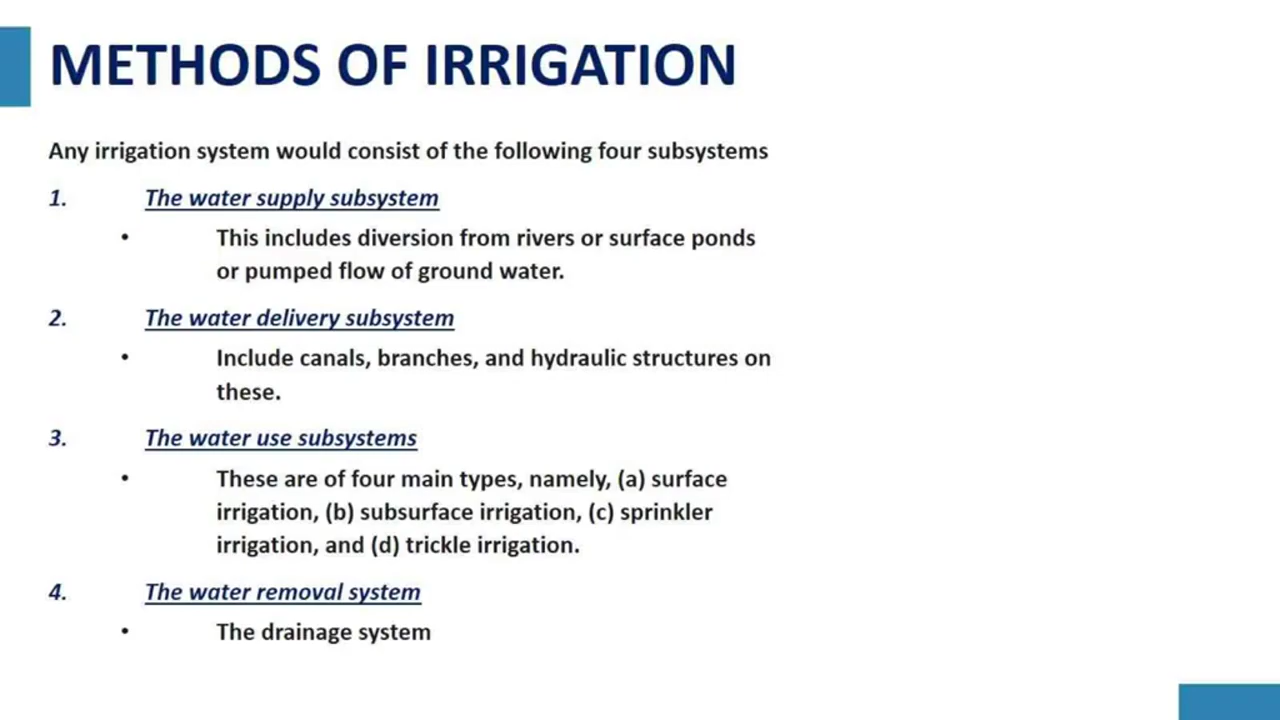 METHODS OF IRRIGATION
Any irrigation system would consist of the following four subsystems
1. The water supply subsystem
• This includes diversion from rivers or surface ponds
or pumped flow of ground water.
2. The water delivery subsystem
• Include canals, branches, and hydraulic structures on
these.
3. The water use subsystems
• These are of four main types, namely, (a) surface
irrigation, (b) subsurface irrigation, (c) sprinkler
irrigation, and (d) trickle irrigation.
4. The water removal system
• The drainage system